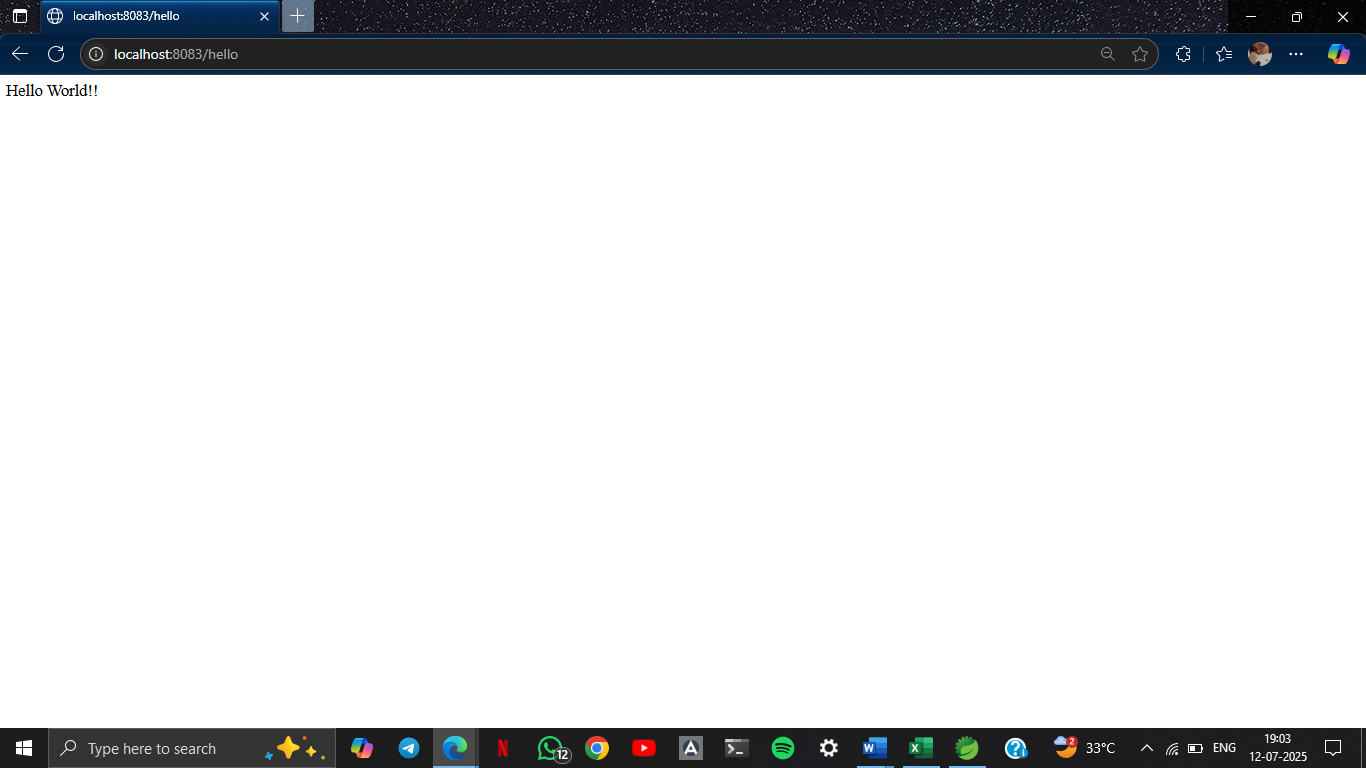 localhost:8083/hello
localhost:8083/hello
Hello World!!
Type here to search
12
2
33°C
ENG
19:03
12-07-2025